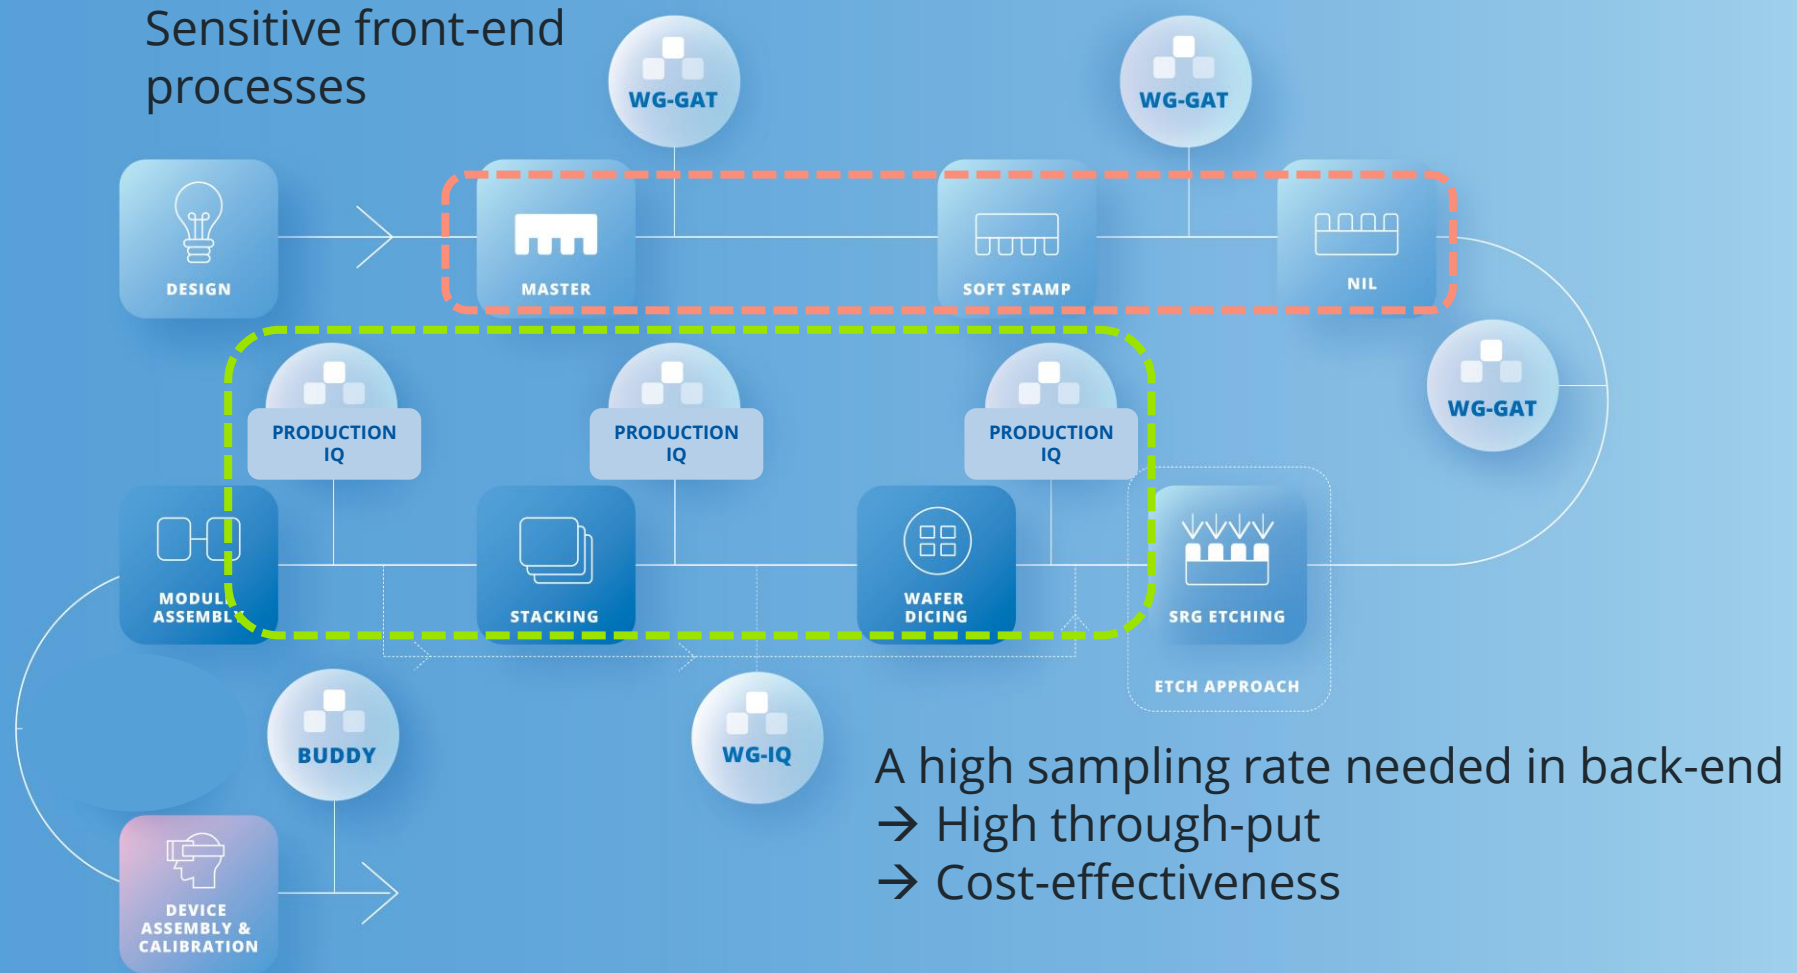 Sensitive front-end
processes
WG-GAT
WG-GAT
DESIGN
MASTER
SOFT STAMP
NIL
WG-GAT
PRODUCTION
IQ
PRODUCTION
IQ
PRODUCTION
IQ
MODUL
ASSEMBL
STACKING
WAFER
DICING
SRG ETCHING
ETCH APPROACH
BUDDY
WG-IQ
A high sampling rate needed in back-end
→ High through-put
→ Cost-effectiveness
DEVICE
ASSEMBLY &
CALIBRATION